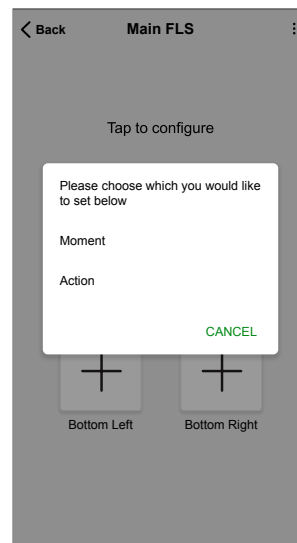 Back Main FLS
Tap to configure
Please choose which you would like
to set below
Moment
Action
CANCEL
Bottom Left Bottom Right